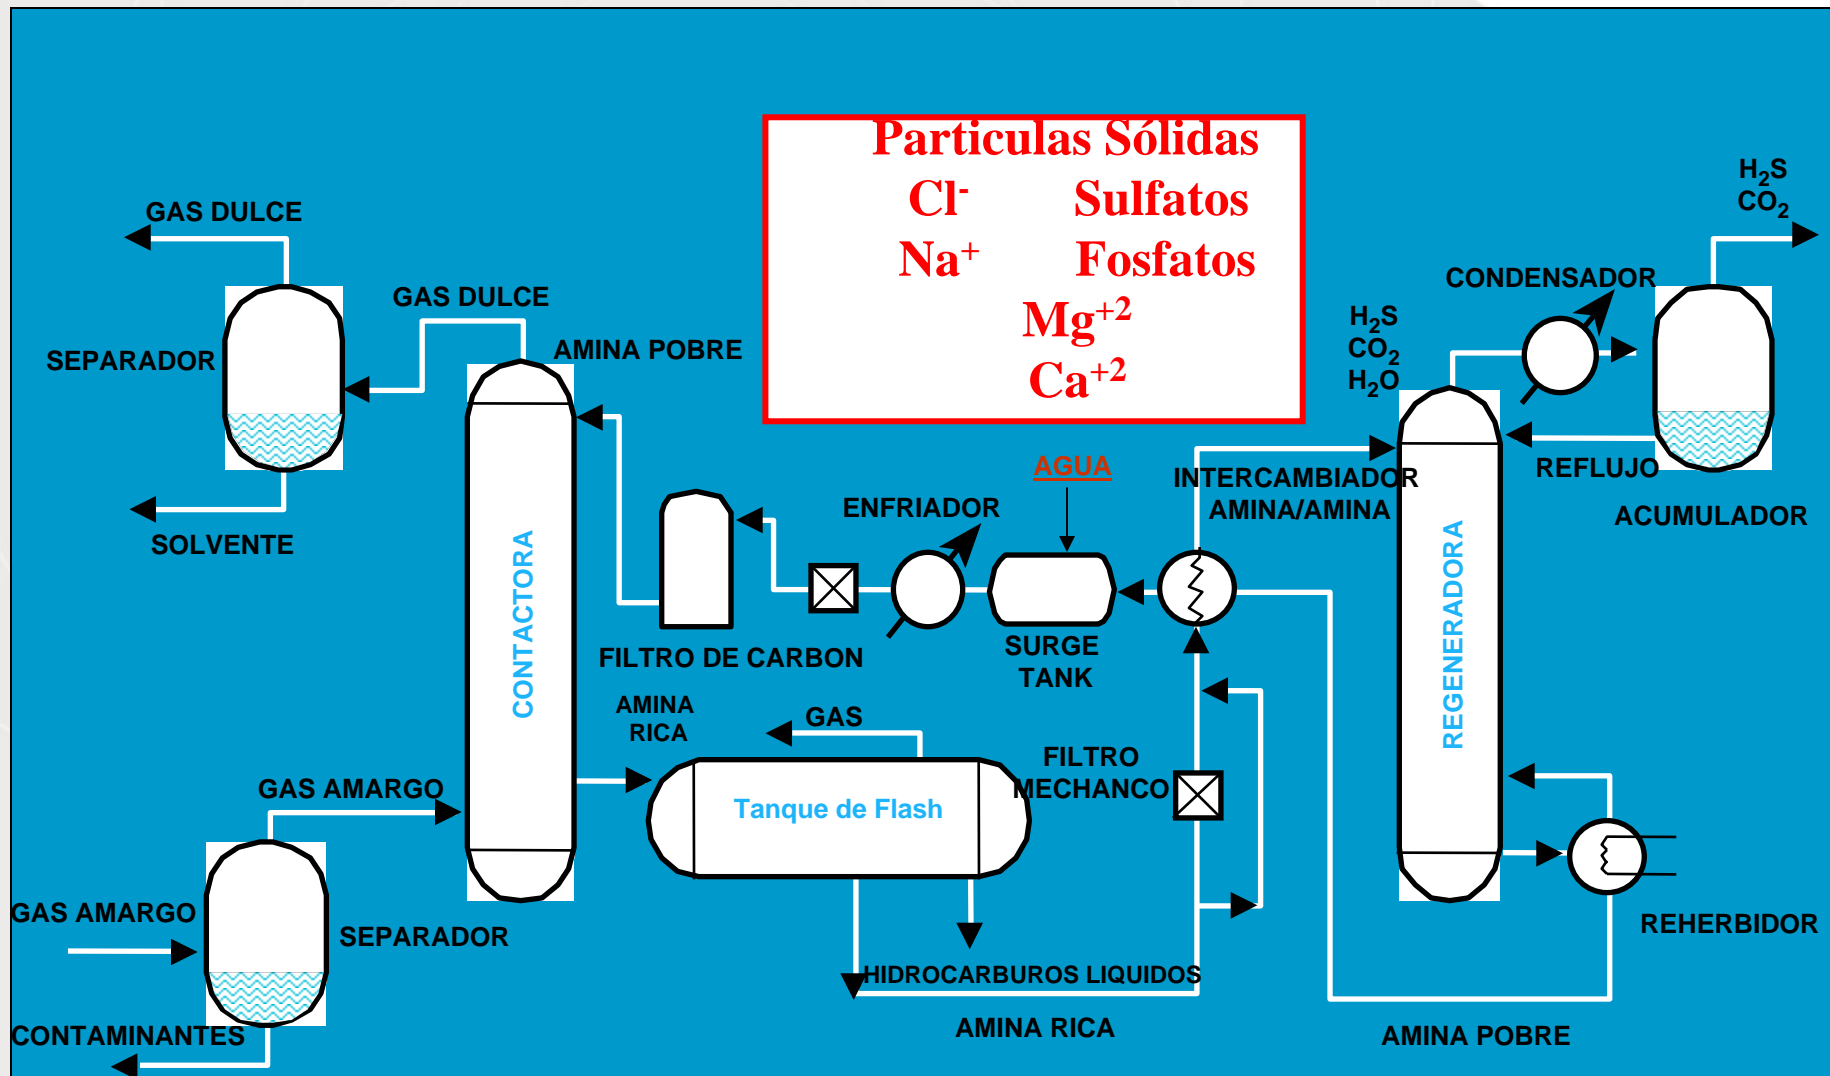 Particulas Sólidas
Cl⁻ Sulfatos
Na⁺ Fosfatos
Mg⁺²
Ca⁺²
H₂S
CO₂
GAS DULCE
CONDENSADOR
GAS DULCE
H₂S
CO₂
H₂O
SEPARADOR
AMINA POBRE
AGUA
INTERCAMBIADOR
AMINA/AMINA
REFLUJO
ACUMULADOR
ENFRIADOR
SOLVENTE
CONTACTORA
REGENERADORA
FILTRO DE CARBON
SURGE
TANK
AMINA
RICA
GAS
FILTRO
MECHANCO
GAS AMARGO
Tanque de Flash
GAS AMARGO
SEPARADOR
REHERBIDOR
HIDROCARBUROS LIQUIDOS
CONTAMINANTES
AMINA RICA
AMINA POBRE